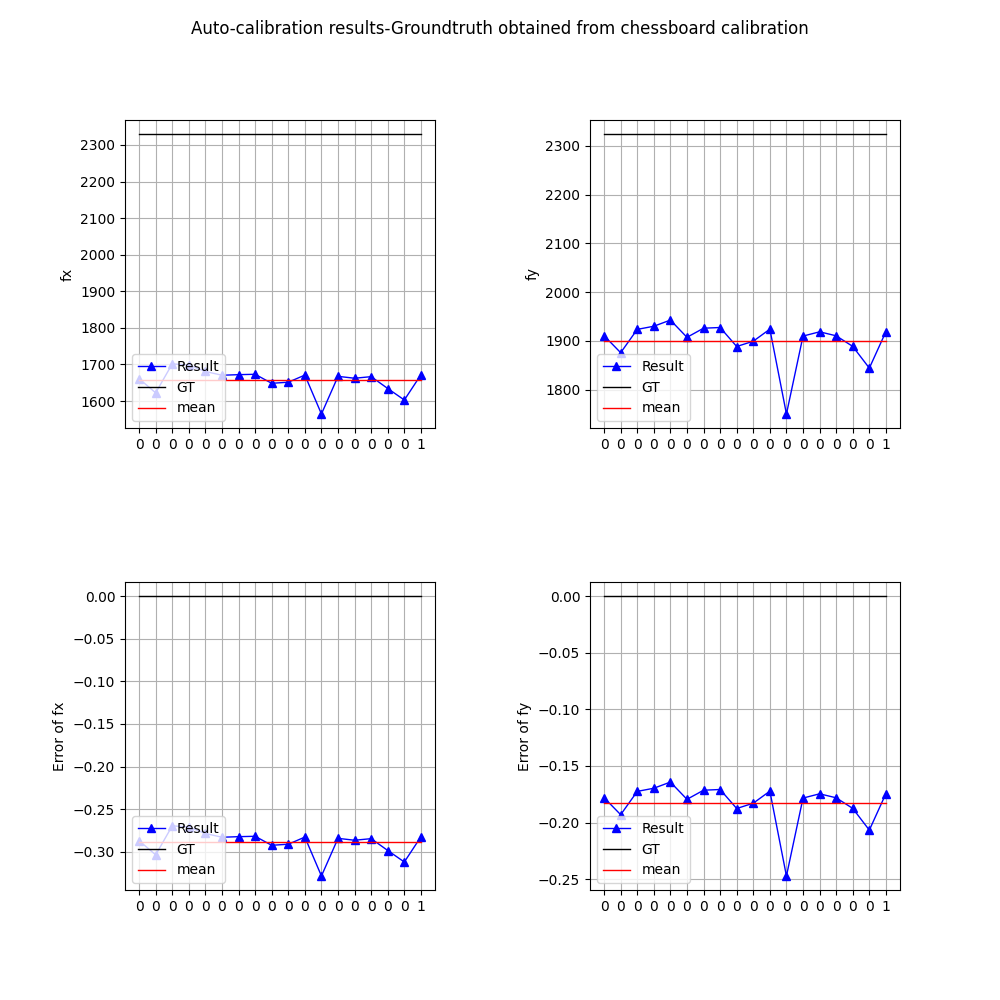 Auto-calibration results-Groundtruth obtained from chessboard calibration
fx
2300
2200
2100
2000
1900
1800
1700
1600
Result
GT
mean
0 0 0 0 0 0 0 0 0 0 0 0 0 0 0 0 0 1
fy
2300
2200
2100
2000
1900
1800
Result
GT
mean
0 0 0 0 0 0 0 0 0 0 0 0 0 0 0 0 0 1
Error of fx
0.00
−0.05
−0.10
−0.15
−0.20
−0.25
−0.30
Result
GT
mean
0 0 0 0 0 0 0 0 0 0 0 0 0 0 0 0 0 1
Error of fy
0.00
−0.05
−0.10
−0.15
−0.20
−0.25
Result
GT
mean
0 0 0 0 0 0 0 0 0 0 0 0 0 0 0 0 0 1